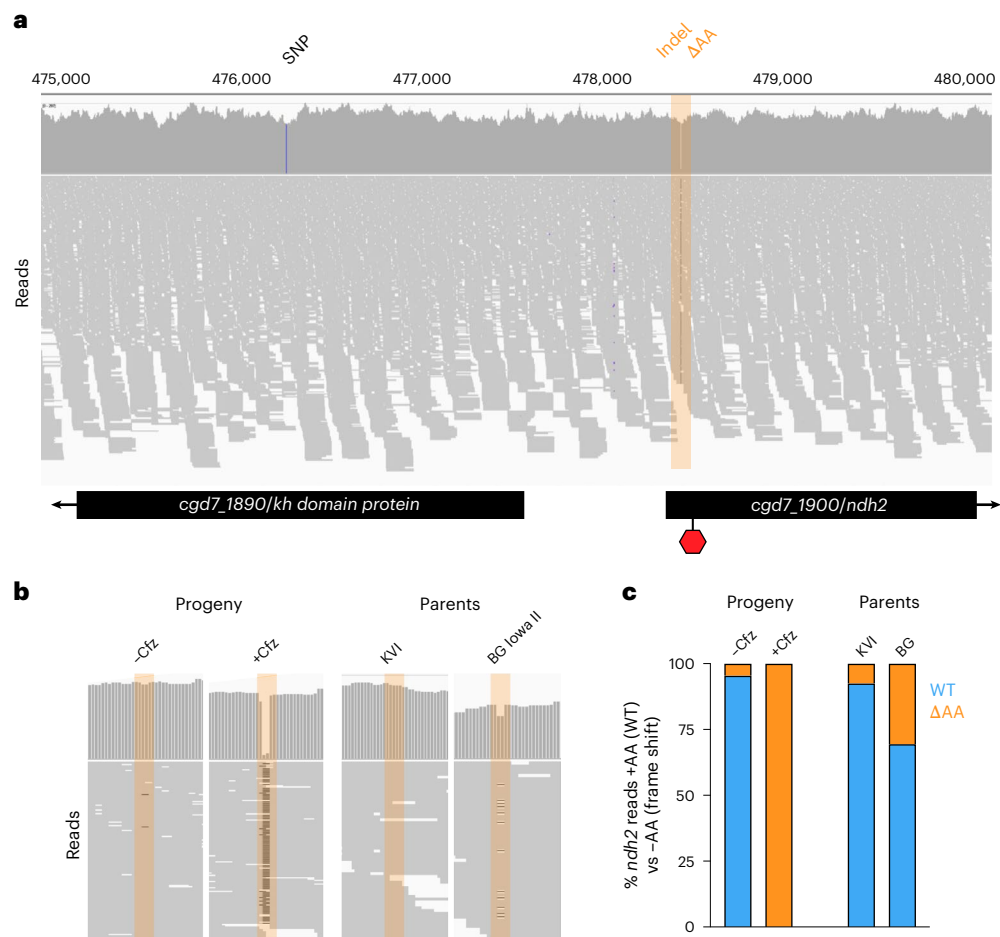 a
SNP
Indel
ΔAA
475,000 476,000 477,000 478,000 479,000 480,000
Reads
cgd7_1890/kh domain protein
cgd7_1900/ndh2
b
Progeny
Parents
–Cfz
+Cfz
KVI
BG Iowa II
Reads
c
Progeny
Parents
–Cfz
+Cfz
KVI
BG
% ndh2 reads +AA (WT)
vs –AA (frame shift)
100
75
50
25
0
WT
ΔAA